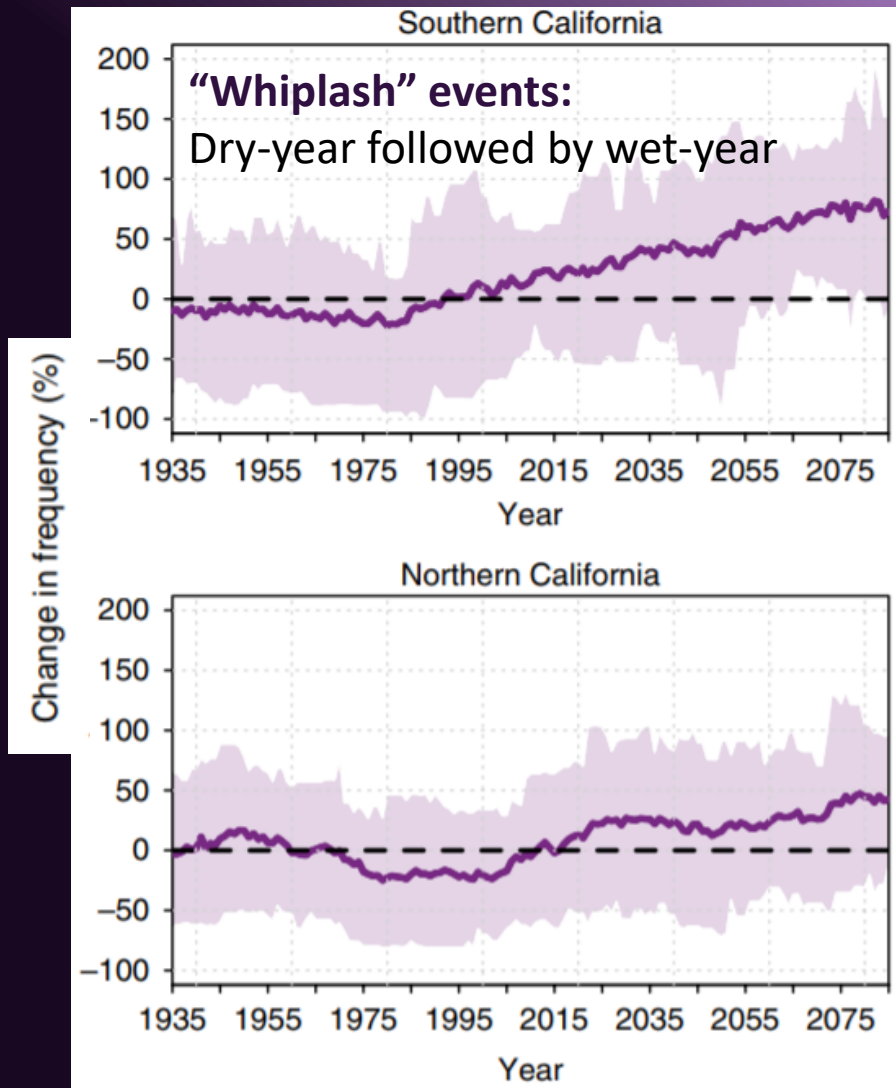 Southern California
“Whiplash” events:
Dry-year followed by wet-year
200
150
100
50
0
−50
-100
1935 1955 1975 1995 2015 2035 2055 2075
Year
Change in frequency (%)
Northern California
200
150
100
50
0
−50
−100
1935 1955 1975 1995 2015 2035 2055 2075
Year